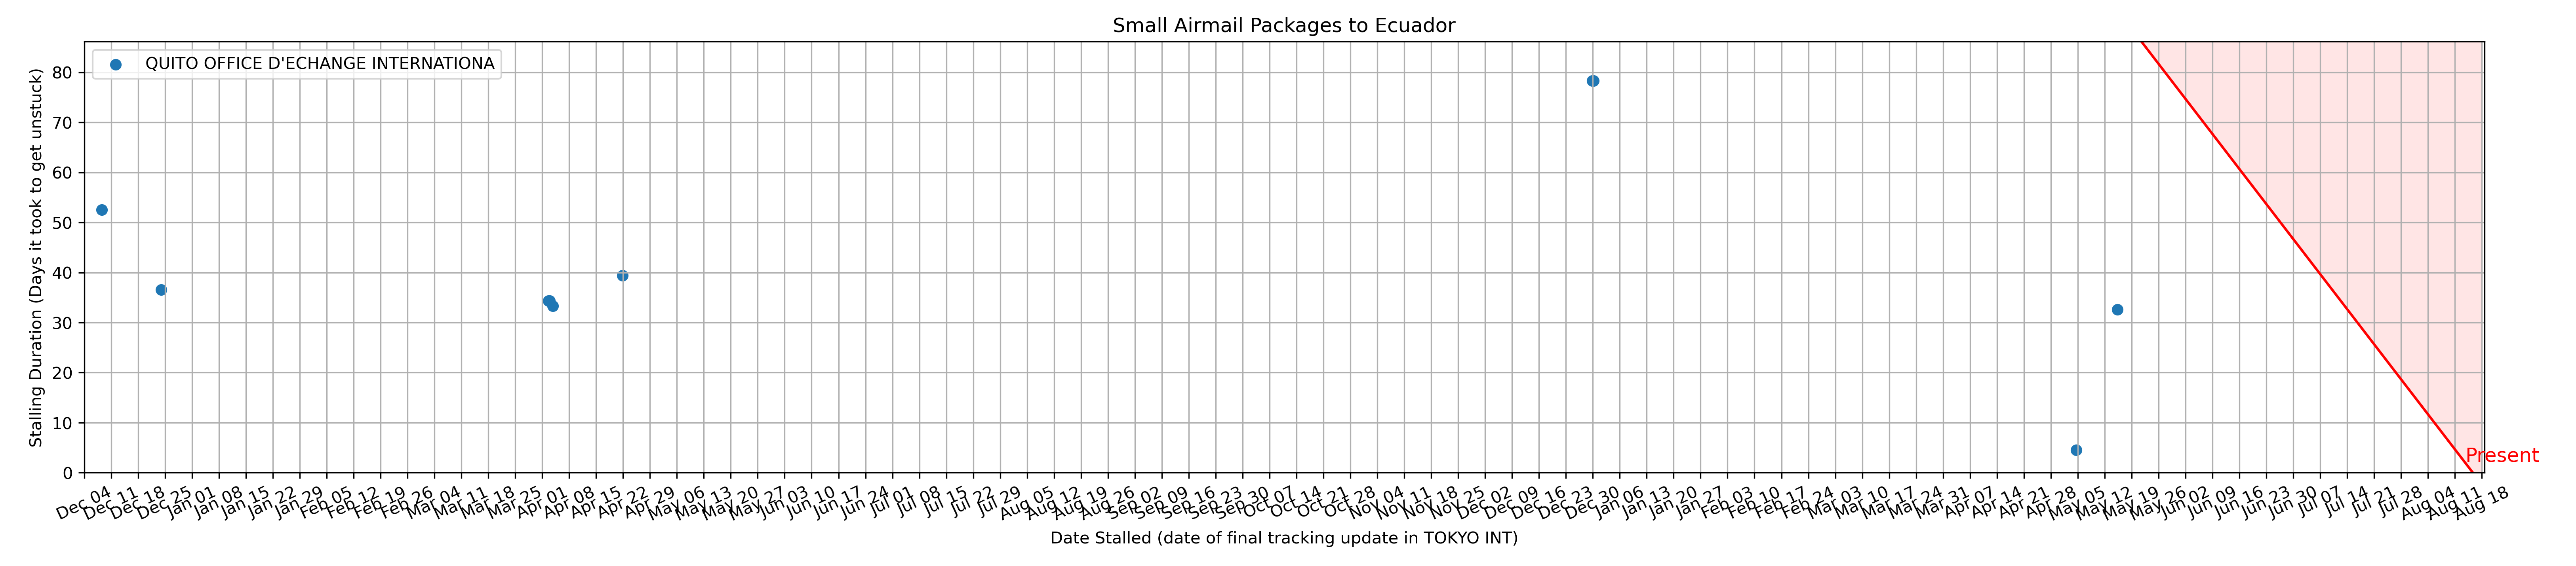 Small Airmail Packages to Ecuador
QUITO OFFICE D'ECHANGE INTERNATIONA
Stalling Duration (Days it took to get unstuck)
80
70
60
50
40
30
20
10
0
Present
Dec 04
Dec 11
Dec 18
Dec 25
Jan 01
Jan 08
Jan 15
Jan 22
Jan 29
Feb 05
Feb 12
Feb 19
Feb 26
Mar 04
Mar 11
Mar 18
Mar 25
Apr 01
Apr 08
Apr 15
Apr 22
Apr 29
May 06
May 13
May 20
May 27
Jun 03
Jun 10
Jun 17
Jun 24
Jul 01
Jul 08
Jul 15
Jul 22
Jul 29
Aug 05
Aug 12
Aug 19
Aug 26
Sep 02
Sep 09
Sep 16
Sep 23
Sep 30
Oct 07
Oct 14
Oct 21
Oct 28
Nov 04
Nov 11
Nov 18
Nov 25
Dec 02
Dec 09
Dec 16
Dec 23
Dec 30
Jan 06
Jan 13
Jan 20
Jan 27
Feb 03
Feb 10
Feb 17
Feb 24
Mar 03
Mar 10
Mar 17
Mar 24
Mar 31
Apr 07
Apr 14
Apr 21
Apr 28
May 05
May 12
May 19
May 26
Jun 02
Jun 09
Jun 16
Jun 23
Jun 30
Jul 07
Jul 14
Jul 21
Jul 28
Aug 04
Aug 11
Aug 18
Date Stalled (date of final tracking update in TOKYO INT)